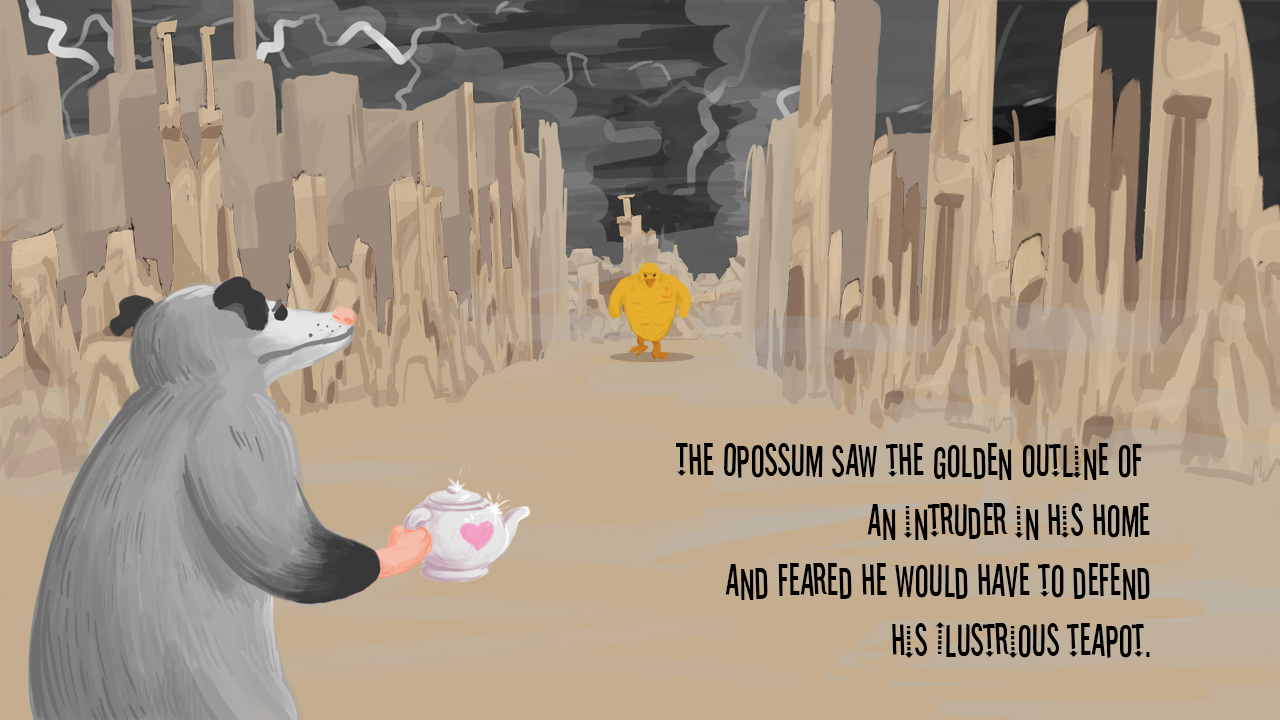 THE OPOSSUM SAW THE GOLDEN OUTLINE OF
AN INTRUDER IN HIS HOME
AND FEARED HE WOULD HAVE TO DEFEND
HIS ILUSTRIOUS TEAPOT.